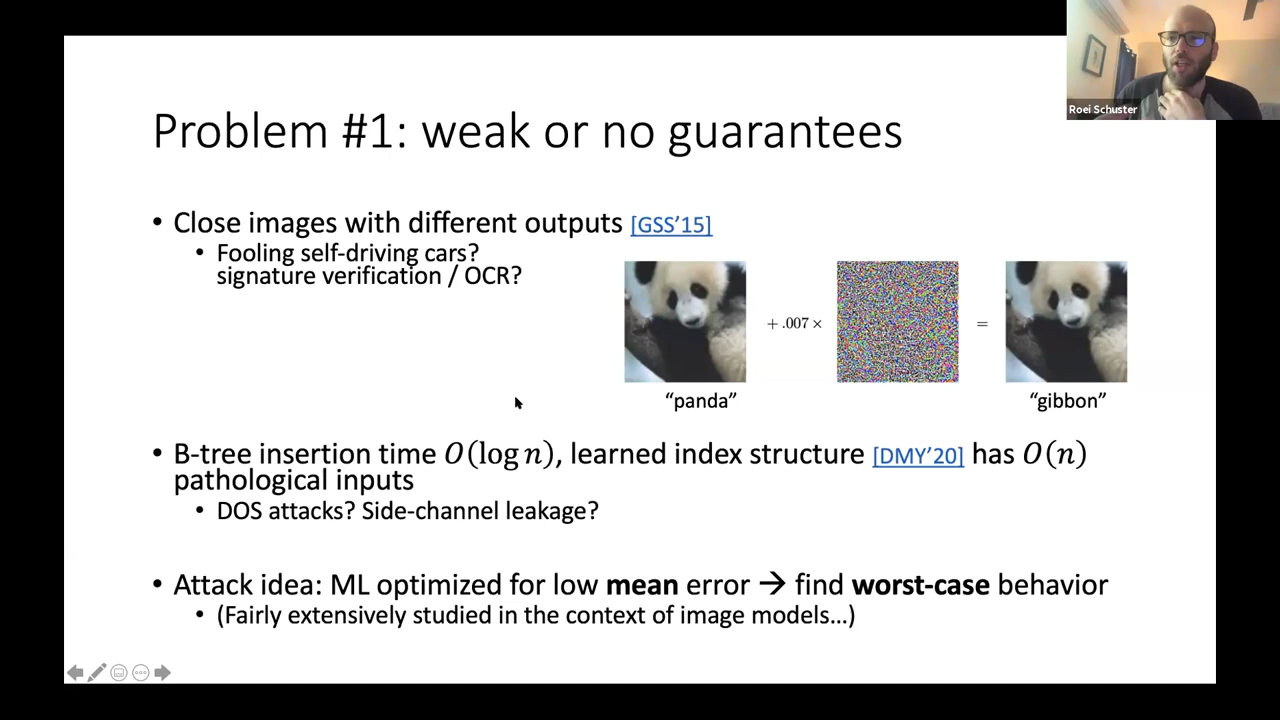 Roei Schuster
Problem #1: weak or no guarantees
• Close images with different outputs [GSS'15]
• Fooling self-driving cars?
signature verification / OCR?
+ .007 ×
=
“panda”
“gibbon”
• B-tree insertion time O(log n), learned index structure [DMY'20] has O(n)
pathological inputs
• DOS attacks? Side-channel leakage?
• Attack idea: ML optimized for low mean error → find worst-case behavior
• (Fairly extensively studied in the context of image models…)